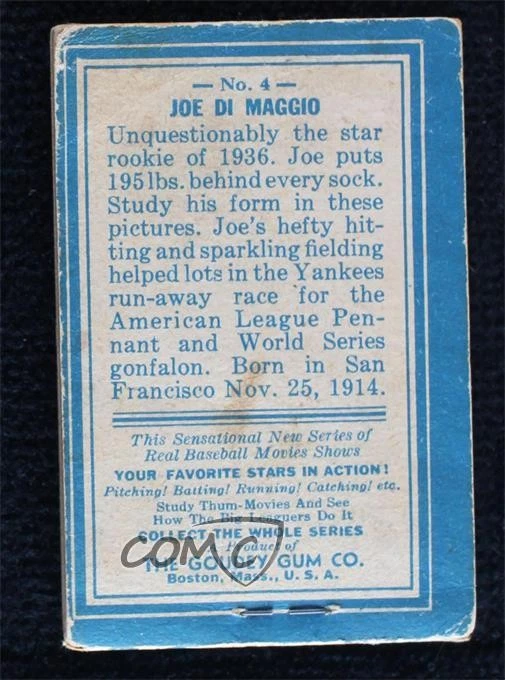 — No. 4 —
JOE DI MAGGIO
Unquestionably the star
rookie of 1936. Joe puts
195 lbs. behind every sock.
Study his form in these
pictures. Joe's hefty hit-
ting and sparkling fielding
helped lots in the Yankees
run-away race for the
American League Pen-
nant and World Series
gonfalon. Born in San
Francisco Nov. 25, 1914.
This Sensational New Series of
Real Baseball Movies Shows
YOUR FAVORITE STARS IN ACTION!
Pitching! Batting! Running! Catching! etc.
Study Thum-Movies And See
How The Big Leaguers Do It
COLLECT THE WHOLE SERIES
Product of
THE GOUDEY GUM CO.
Boston, Mass., U. S. A.
COMC